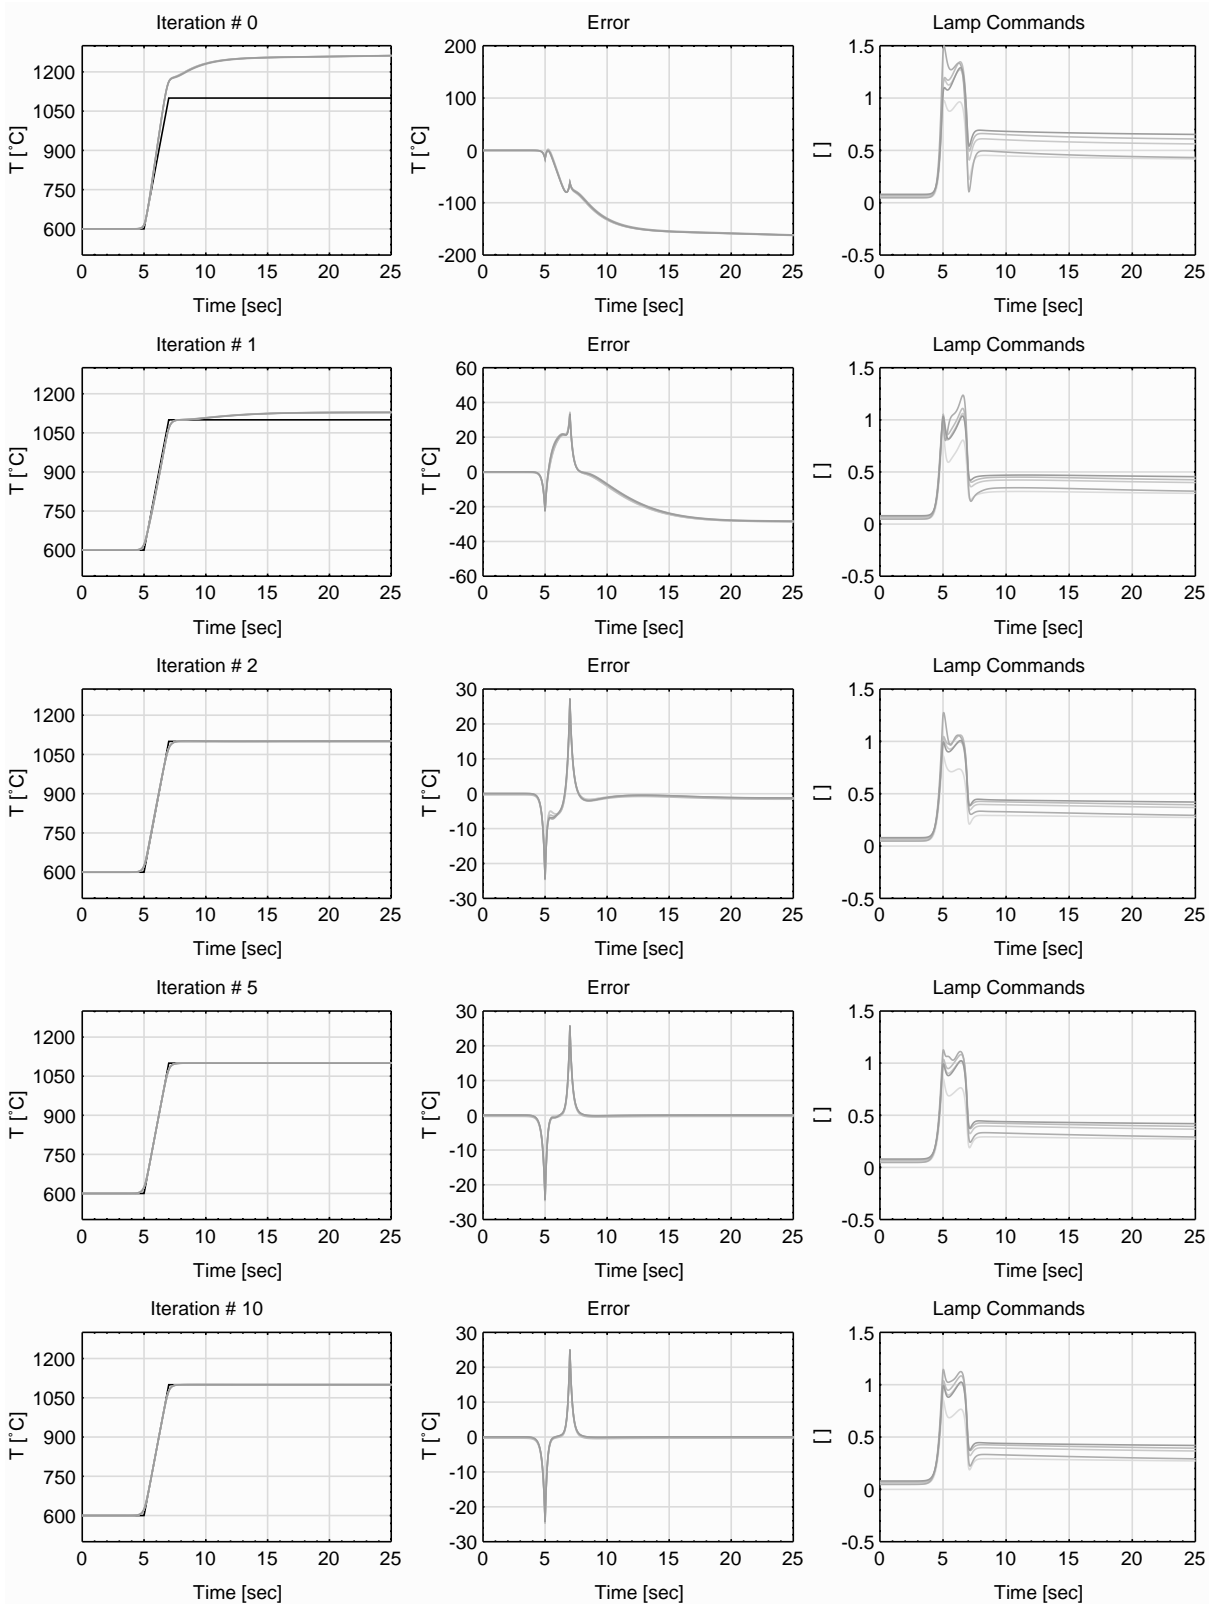 Iteration # 0 Error Lamp Commands
1200 1050 900 750 600
T [°C]
0 5 10 15 20 25
Time [sec]
200 100 0 -100 -200
T [°C]
0 5 10 15 20 25
Time [sec]
1.5 1 0.5 0 -0.5
[ ]
0 5 10 15 20 25
Time [sec]
Iteration # 1 Error Lamp Commands
1200 1050 900 750 600
T [°C]
0 5 10 15 20 25
Time [sec]
60 40 20 0 -20 -40 -60
T [°C]
0 5 10 15 20 25
Time [sec]
1.5 1 0.5 0 -0.5
[ ]
0 5 10 15 20 25
Time [sec]
Iteration # 2 Error Lamp Commands
1200 1050 900 750 600
T [°C]
0 5 10 15 20 25
Time [sec]
30 20 10 0 -10 -20 -30
T [°C]
0 5 10 15 20 25
Time [sec]
1.5 1 0.5 0 -0.5
[ ]
0 5 10 15 20 25
Time [sec]
Iteration # 5 Error Lamp Commands
1200 1050 900 750 600
T [°C]
0 5 10 15 20 25
Time [sec]
30 20 10 0 -10 -20 -30
T [°C]
0 5 10 15 20 25
Time [sec]
1.5 1 0.5 0 -0.5
[ ]
0 5 10 15 20 25
Time [sec]
Iteration # 10 Error Lamp Commands
1200 1050 900 750 600
T [°C]
0 5 10 15 20 25
Time [sec]
30 20 10 0 -10 -20 -30
T [°C]
0 5 10 15 20 25
Time [sec]
1.5 1 0.5 0 -0.5
[ ]
0 5 10 15 20 25
Time [sec]